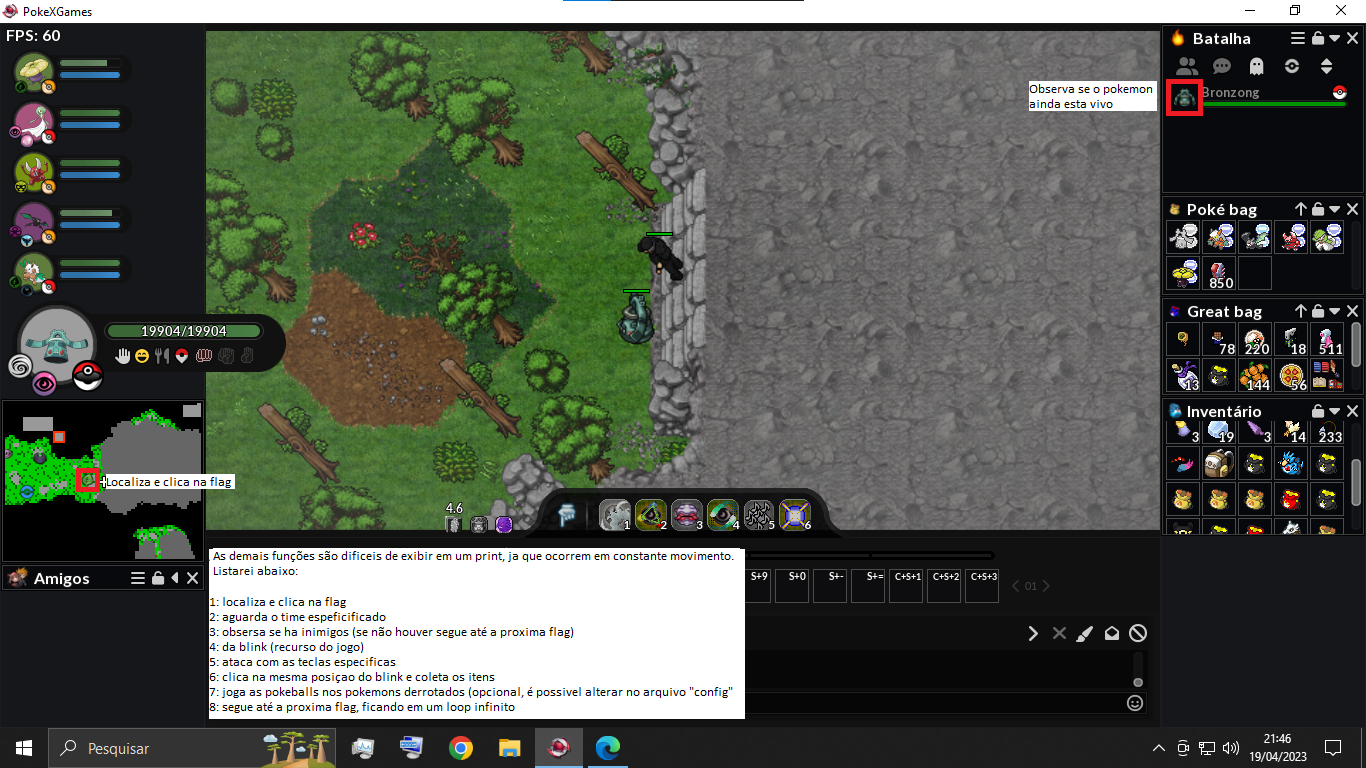 PokeXGames
FPS: 60
Batalha
Observa se o pokemon
ainda esta vivo
Bronzong
Poké bag
850
Great bag
78
220
18
511
13
144
56
19904/19904
Inventário
3
19
3
14
233
Localiza e clica na flag
4.6
1
2
3
4
5
6
As demais funções são dificeis de exibir em um print, ja que ocorrem em constante movimento.
Listarei abaixo:
1: localiza e clica na flag
2: aguarda o time espeficificado
3: obsersa se ha inimigos (se não houver segue até a proxima flag)
4: da blink (recurso do jogo)
5: ataca com as teclas especificas
6: clica na mesma posiçao do blink e coleta os itens
7: joga as pokeballs nos pokemons derrotados (opcional, é possivel alterar no arquivo "config"
8: segue até a proxima flag, ficando em um loop infinito
S+9
S+0
S+-
S+=
C+S+1
C+S+2
C+S+3
01
Amigos
Pesquisar
21:46
19/04/2023